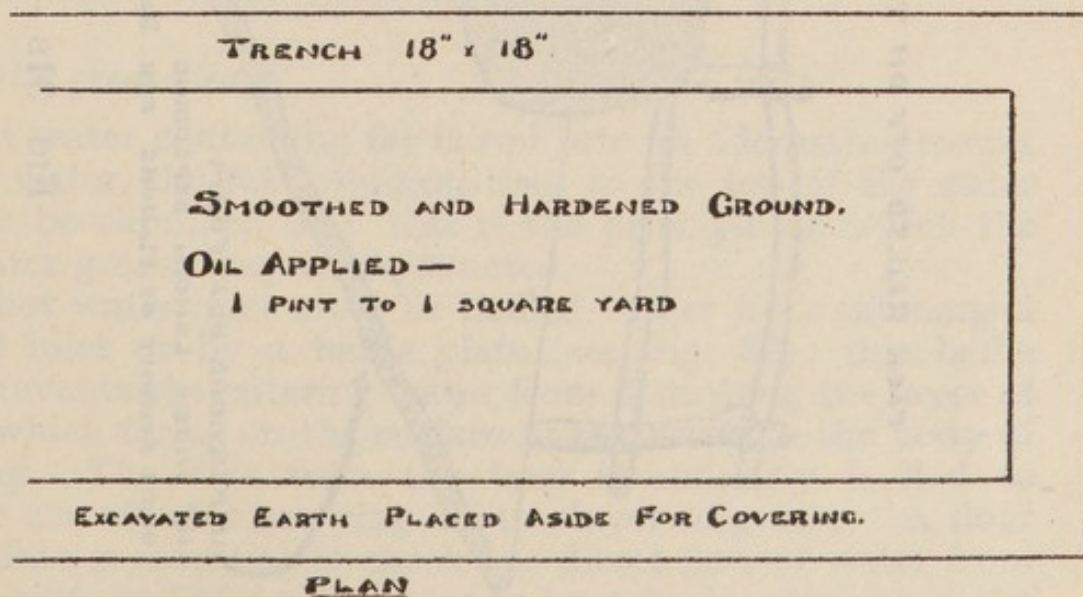 TRENCH 18" x 18"
SMOOTHED AND HARDENED GROUND.
OIL APPLIED —
1 PINT TO 1 SQUARE YARD
EXCAVATED EARTH PLACED ASIDE FOR COVERING.
PLAN